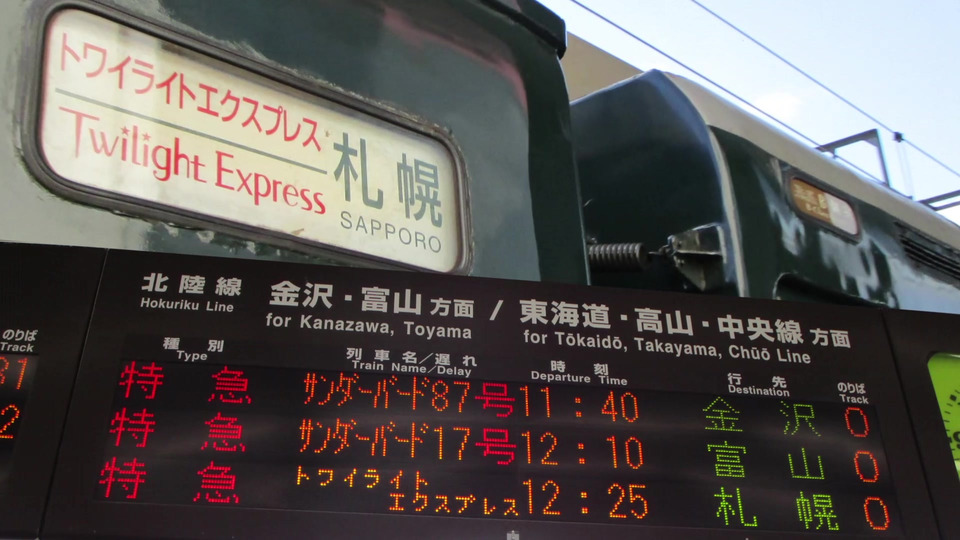 トワイライトエクスプレス
Twilight Express
札幌
SAPPORO
北陸線 金沢・富山方面 / 東海道・高山・中央線 方面
Hokuriku Line for Kanazawa, Toyama for Tōkaidō, Takayama, Chūō Line
のりば
Track
種別 列車名/遅れ 時刻 行先 のりば
Type Train Name/Delay Departure Time Destination Track
31
2
特急 サンダーバード87号 11:40 金沢 0
特急 サンダーバード17号 12:10 富山 0
特急 トワイライトエクスプレス 12:25 札幌 0